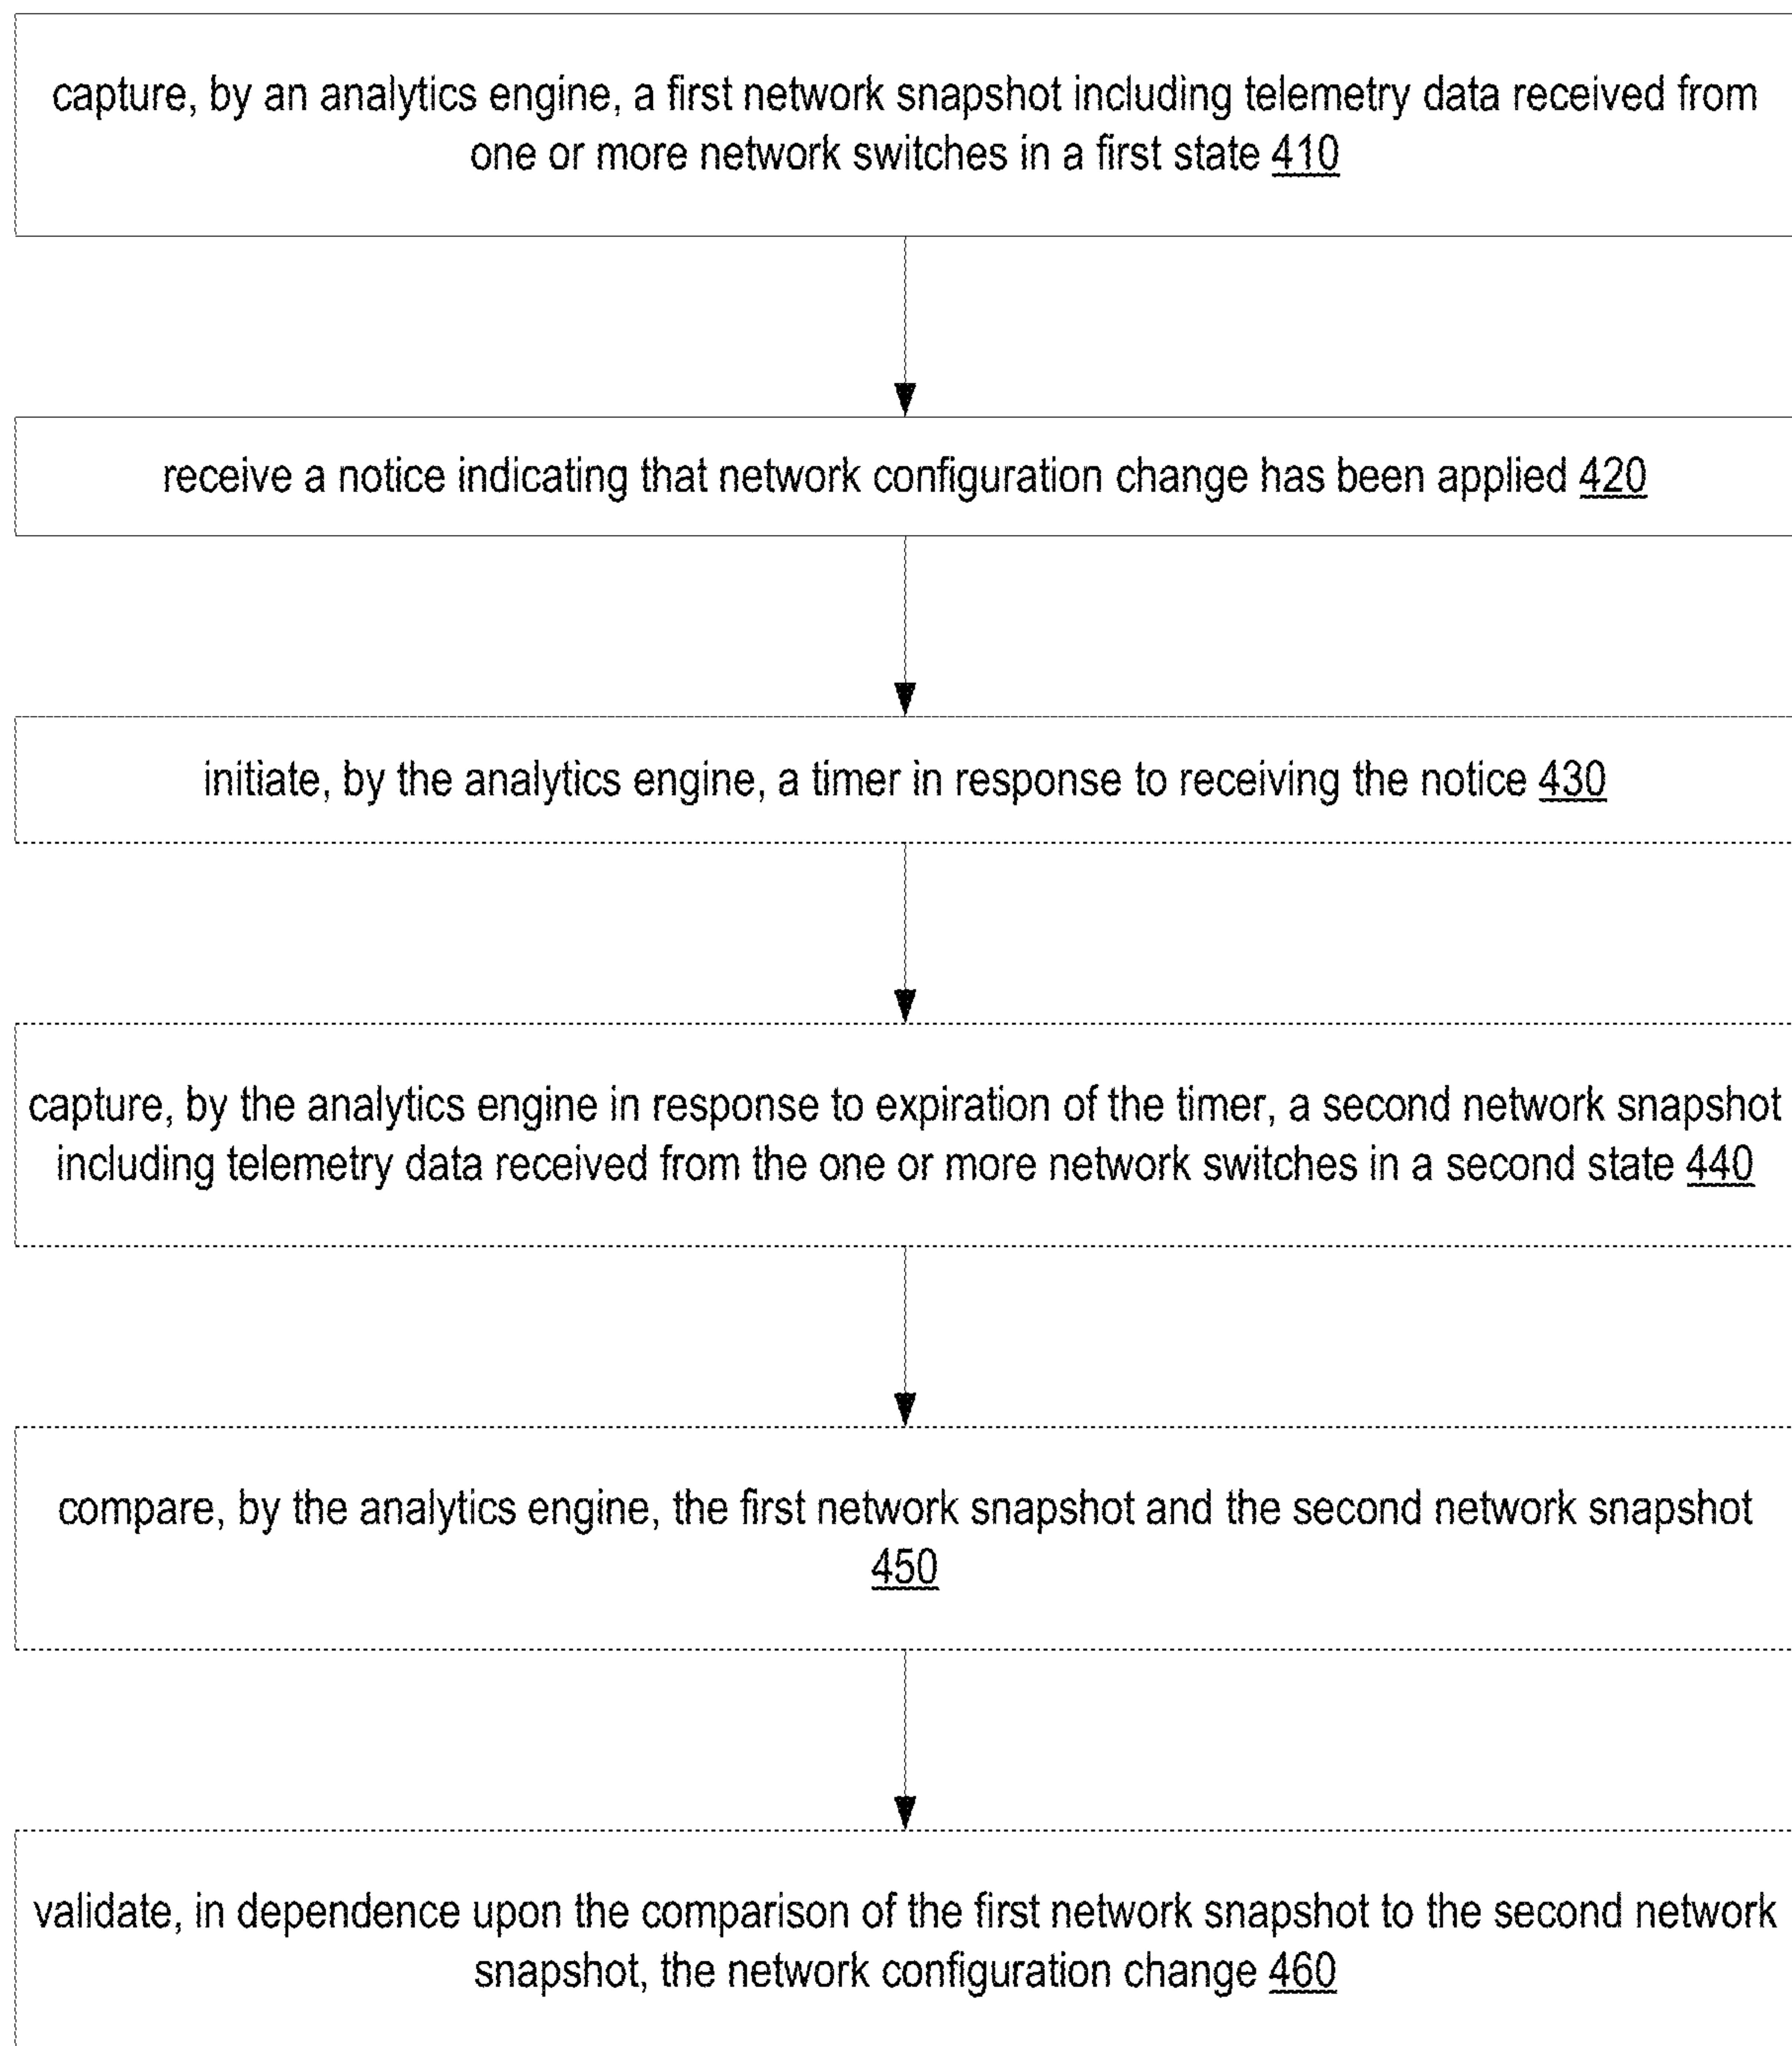 capture, by an analytics engine, a first network snapshot including telemetry data received from
one or more network switches in a first state 410
receive a notice indicating that network configuration change has been applied 420
initiate, by the analytics engine, a timer in response to receiving the notice 430
capture, by the analytics engine in response to expiration of the timer, a second network snapshot
including telemetry data received from the one or more network switches in a second state 440
compare, by the analytics engine, the first network snapshot and the second network snapshot
450
validate, in dependence upon the comparison of the first network snapshot to the second network
snapshot, the network configuration change 460